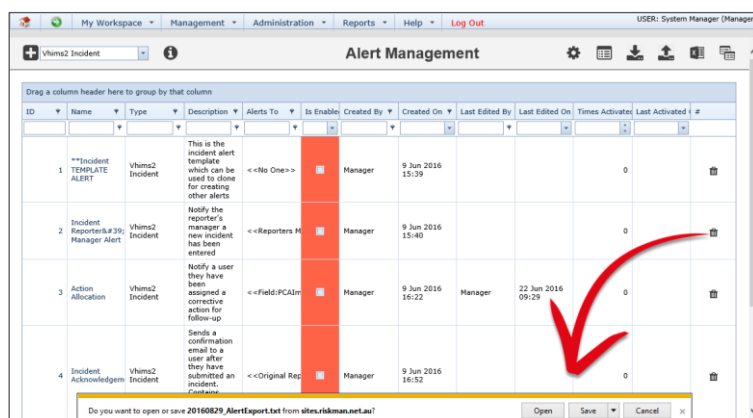 My Workspace Management Administration Reports Help Log Out USER: System Manager (Manager
Vhims2 Incident Alert Management
Drag a column header here to group by that column
ID Name Type Description Alerts To Is Enable Created By Created On Last Edited By Last Edited On Times Activated Last Activated #
1 **Incident TEMPLATE ALERT Vhims2 Incident This is the incident alert template which can be used to clone for creating other alerts <<No One>> Manager 9 Jun 2016 15:39 0
2 Incident Reporter&#39; Manager Alert Vhims2 Incident Notify the reporter's manager a new incident has been entered <<Reporters M Manager 9 Jun 2016 15:40 0
3 Action Allocation Vhims2 Incident Notify a user they have been assigned a corrective action for follow-up <<Field:PCAIm Manager 9 Jun 2016 16:22 Manager 22 Jun 2016 09:29 0
4 Incident Acknowledgem Vhims2 Incident Sends a confirmation email to a user after they have submitted an incident. Contains <<Original Rep Manager 9 Jun 2016 16:52 0
Do you want to open or save 20160829_AlertExport.txt from sites.riskman.net.au? Open Save Cancel ×